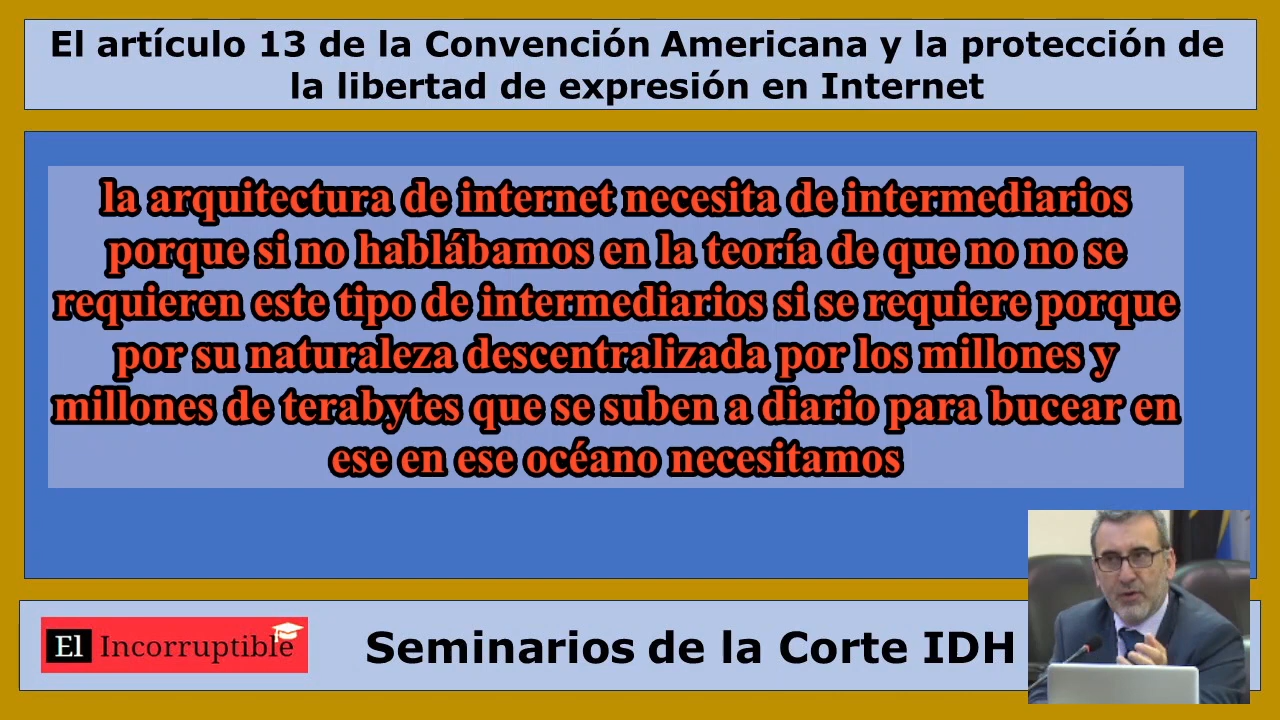 El artículo 13 de la Convención Americana y la protección de
la libertad de expresión en Internet
la arquitectura de internet necesita de intermediarios
porque si no hablábamos en la teoría de que no no se
requieren este tipo de intermediarios si se requiere porque
por su naturaleza descentralizada por los millones y
millones de terabytes que se suben a diario para bucear en
ese en ese océano necesitamos
El Incorruptible
Seminarios de la Corte IDH